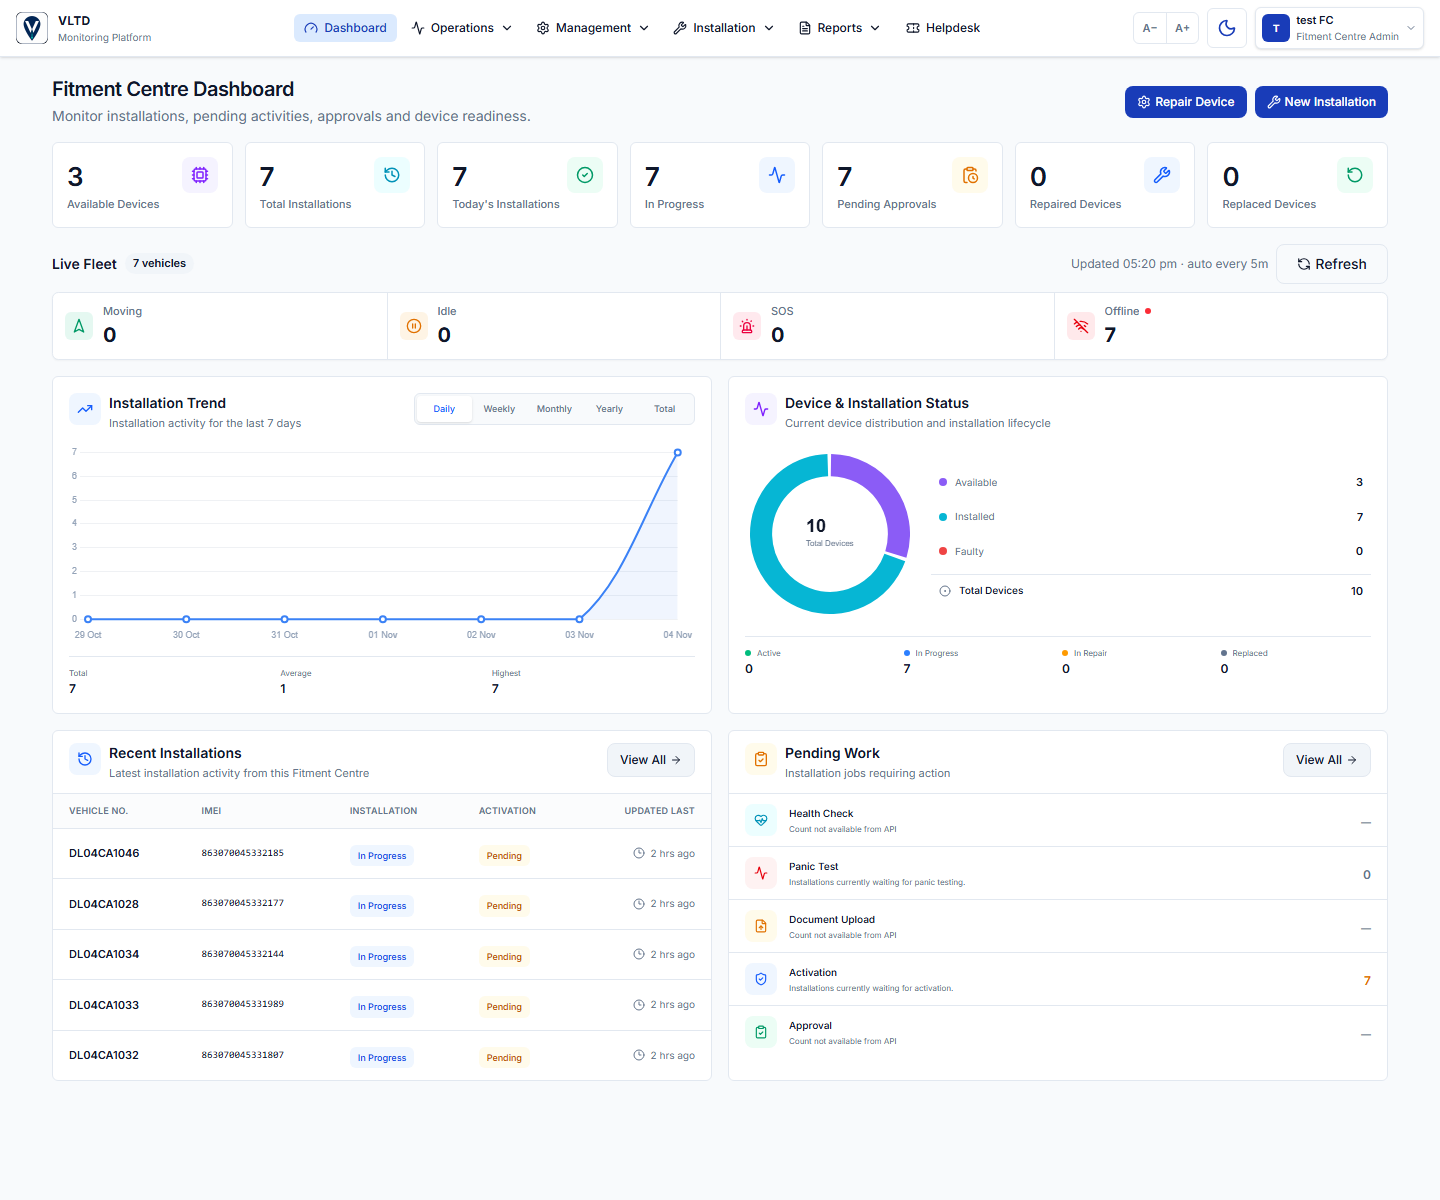 VLTD
Monitoring Platform
Dashboard
Operations
Management
Installation
Reports
Helpdesk
A−
A+
T
test FC
Fitment Centre Admin
Fitment Centre Dashboard
Monitor installations, pending activities, approvals and device readiness.
Repair Device
New Installation
3
Available Devices
7
Total Installations
7
Today's Installations
7
In Progress
7
Pending Approvals
0
Repaired Devices
0
Replaced Devices
Live Fleet 7 vehicles
Updated 05:20 pm · auto every 5m
Refresh
Moving
0
Idle
0
SOS
0
Offline
7
Installation Trend
Installation activity for the last 7 days
Daily Weekly Monthly Yearly Total
7
6
5
4
3
2
1
0
29 Oct 30 Oct 31 Oct 01 Nov 02 Nov 03 Nov 04 Nov
Total
7
Average
1
Highest
7
Device & Installation Status
Current device distribution and installation lifecycle
10
Total Devices
Available 3
Installed 7
Faulty 0
Total Devices 10
Active
0
In Progress
7
In Repair
0
Replaced
0
Recent Installations
Latest installation activity from this Fitment Centre
View All →
VEHICLE NO. IMEI INSTALLATION ACTIVATION UPDATED LAST
DL04CA1046 863070045332185 In Progress Pending 2 hrs ago
DL04CA1028 863070045332177 In Progress Pending 2 hrs ago
DL04CA1034 863070045332144 In Progress Pending 2 hrs ago
DL04CA1033 863070045331989 In Progress Pending 2 hrs ago
DL04CA1032 863070045331807 In Progress Pending 2 hrs ago
Pending Work
Installation jobs requiring action
View All →
Health Check
Count not available from API
—
Panic Test
Installations currently waiting for panic testing.
0
Document Upload
Count not available from API
—
Activation
Installations currently waiting for activation.
7
Approval
Count not available from API
—